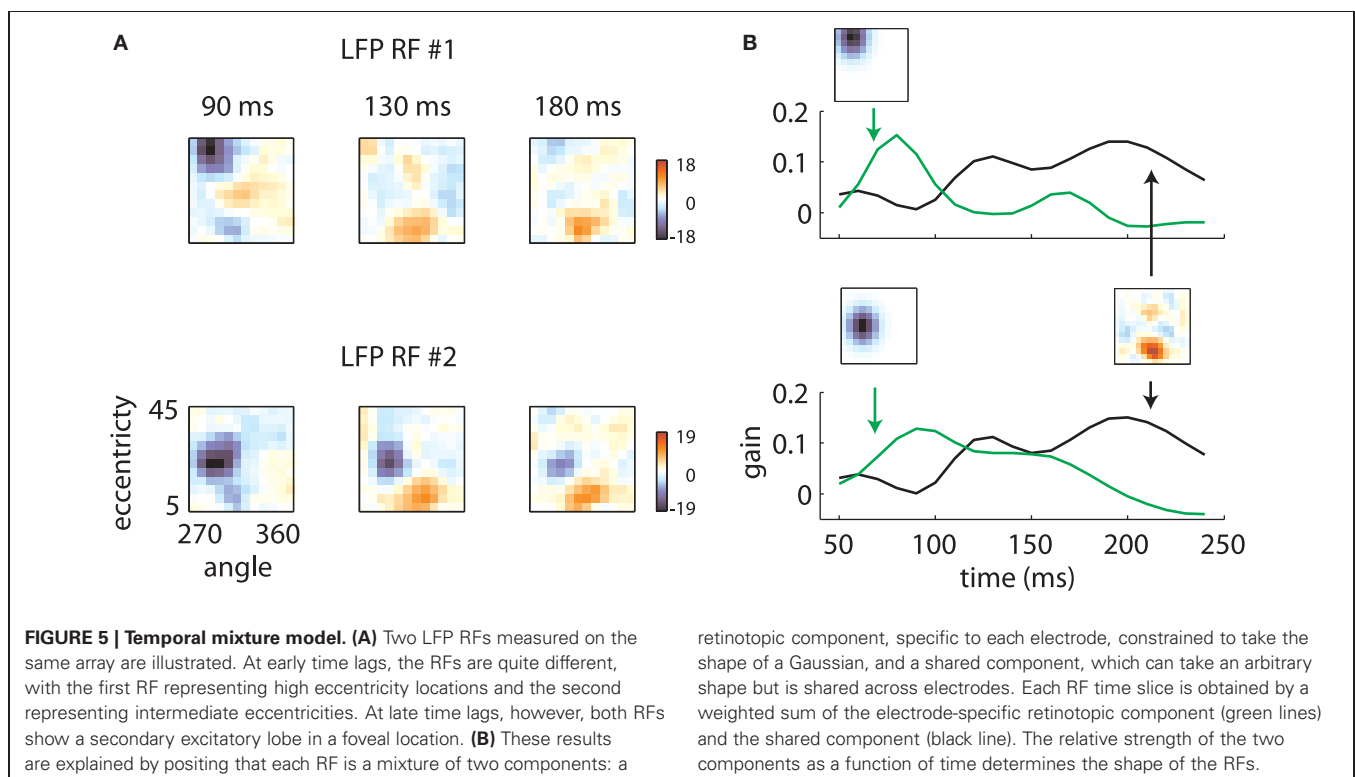 A
LFP RF #1
90 ms
130 ms
180 ms
18
0
-18
LFP RF #2
eccentricty
45
5
270
360
angle
19
0
-19
B
0.2
0.1
0
0.2
0.1
0
gain
50
100
150
200
250
time (ms)
FIGURE 5 | Temporal mixture model. (A) Two LFP RFs measured on the
same array are illustrated. At early time lags, the RFs are quite different,
with the first RF representing high eccentricity locations and the second
representing intermediate eccentricities. At late time lags, however, both RFs
show a secondary excitatory lobe in a foveal location. (B) These results
are explained by positing that each RF is a mixture of two components: a
retinotopic component, specific to each electrode, constrained to take the
shape of a Gaussian, and a shared component, which can take an arbitrary
shape but is shared across electrodes. Each RF time slice is obtained by a
weighted sum of the electrode-specific retinotopic component (green lines)
and the shared component (black line). The relative strength of the two
components as a function of time determines the shape of the RFs.